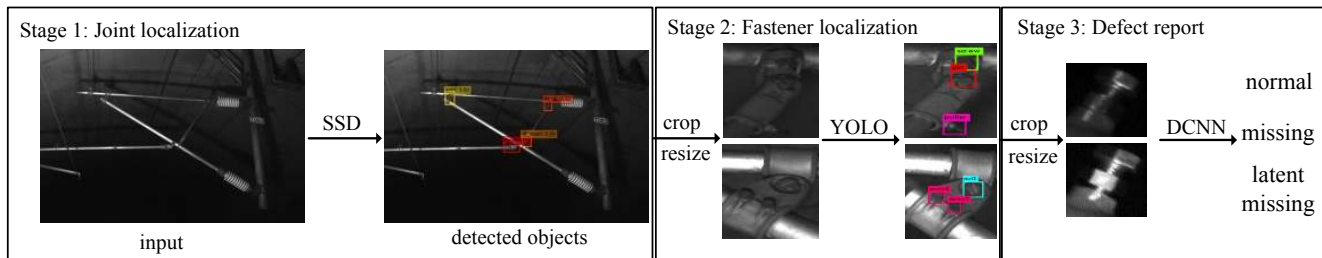 Stage 1: Joint localization
SSD
input
detected objects
crop
resize
Stage 2: Fastener localization
YOLO
crop
resize
Stage 3: Defect report
DCNN
normal
missing
latent
missing